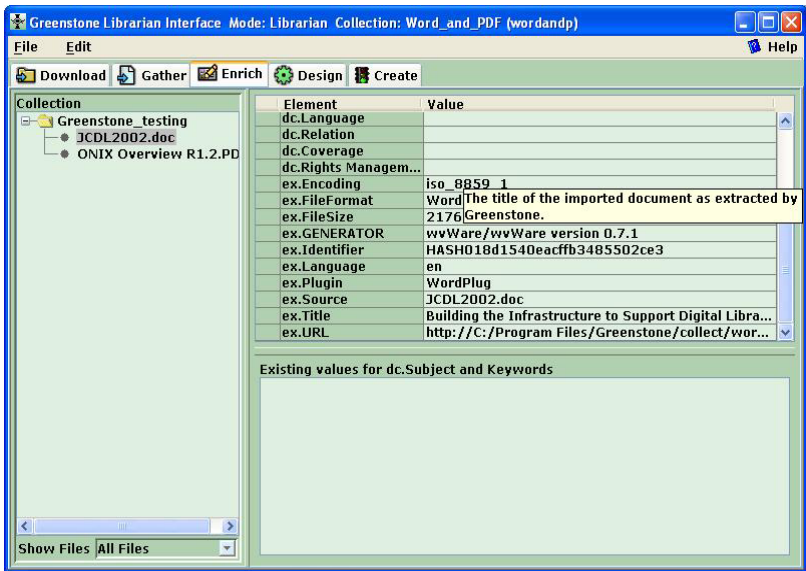 Greenstone Librarian Interface Mode: Librarian Collection: Word_and_PDF (wordandp)
File Edit Help
Download Gather Enrich Design Create
Collection
Greenstone_testing
JCDL2002.doc
ONIX Overview R1.2.PD
Show Files All Files
Element Value
dc.Language
dc.Relation
dc.Coverage
dc.Rights Managem...
ex.Encoding iso_8859_1
ex.FileFormat Word
ex.FileSize 2176
The title of the imported document as extracted by
Greenstone.
ex.GENERATOR wvWare/wvWare version 0.7.1
ex.Identifier HASH018d1540eacffb3485502ce3
ex.Language en
ex.Plugin WordPlug
ex.Source JCDL2002.doc
ex.Title Building the Infrastructure to Support Digital Libra...
ex.URL http://C:/Program Files/Greenstone/collect/wor...
Existing values for dc.Subject and Keywords